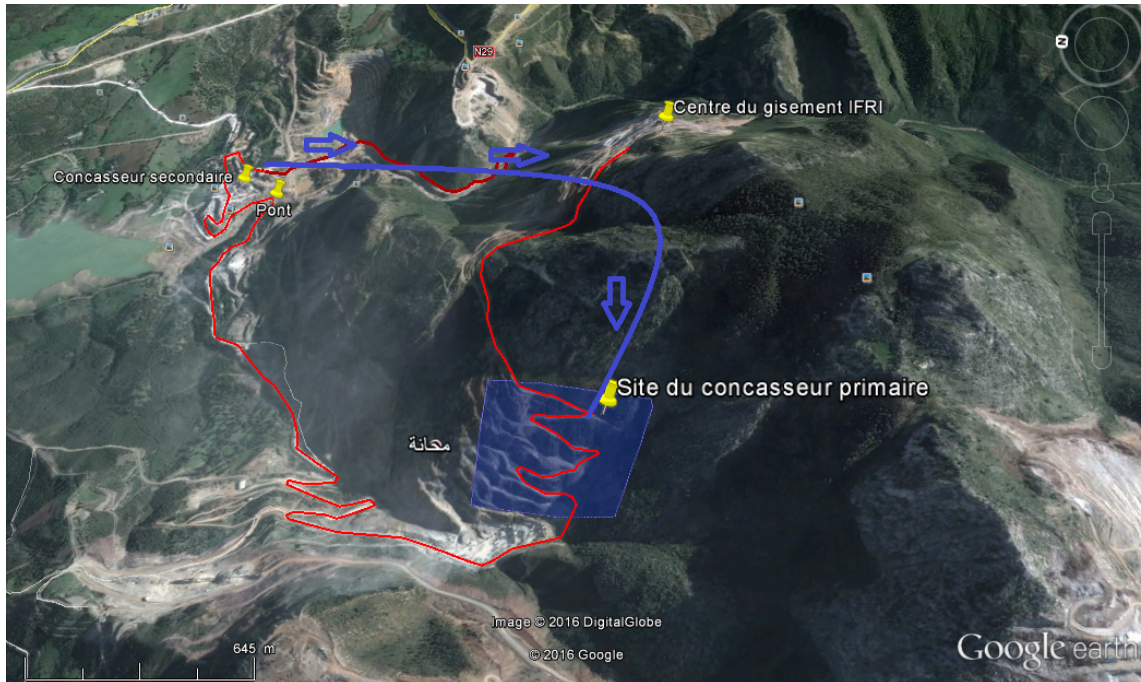 N29
N
Centre du gisement IFRI
Concasseur secondaire
Pont
Site du concasseur primaire
معانة
645 m
Image © 2016 DigitalGlobe
© 2016 Google
Google earth